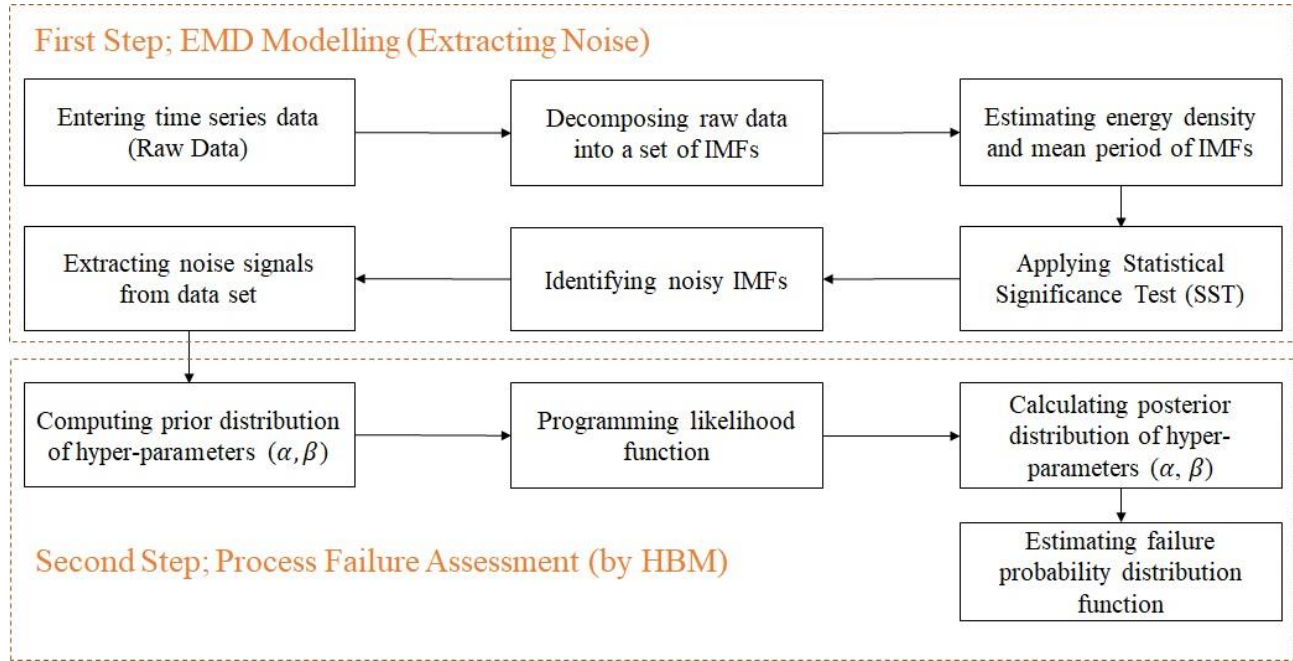 First Step; EMD Modelling (Extracting Noise)
Entering time series data
(Raw Data)
Decomposing raw data
into a set of IMFs
Estimating energy density
and mean period of IMFs
Applying Statistical
Significance Test (SST)
Identifying noisy IMFs
Extracting noise signals
from data set
Computing prior distribution
of hyper-parameters (α,β)
Programming likelihood
function
Calculating posterior
distribution of hyper-
parameters (α, β)
Estimating failure
probability distribution
function
Second Step; Process Failure Assessment (by HBM)